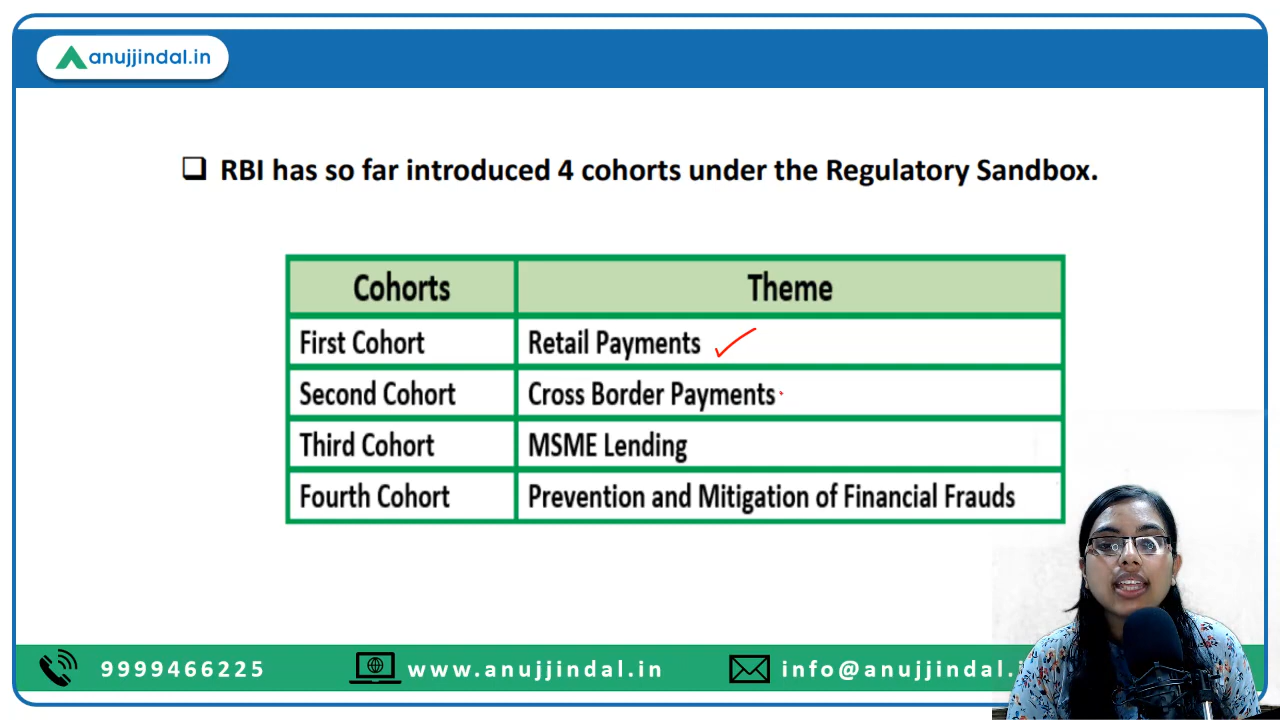 anujjindal.in
❑ RBI has so far introduced 4 cohorts under the Regulatory Sandbox.
Cohorts Theme
First Cohort Retail Payments
Second Cohort Cross Border Payments
Third Cohort MSME Lending
Fourth Cohort Prevention and Mitigation of Financial Frauds
9999466225 www.anujjindal.in info@anujjindal.i